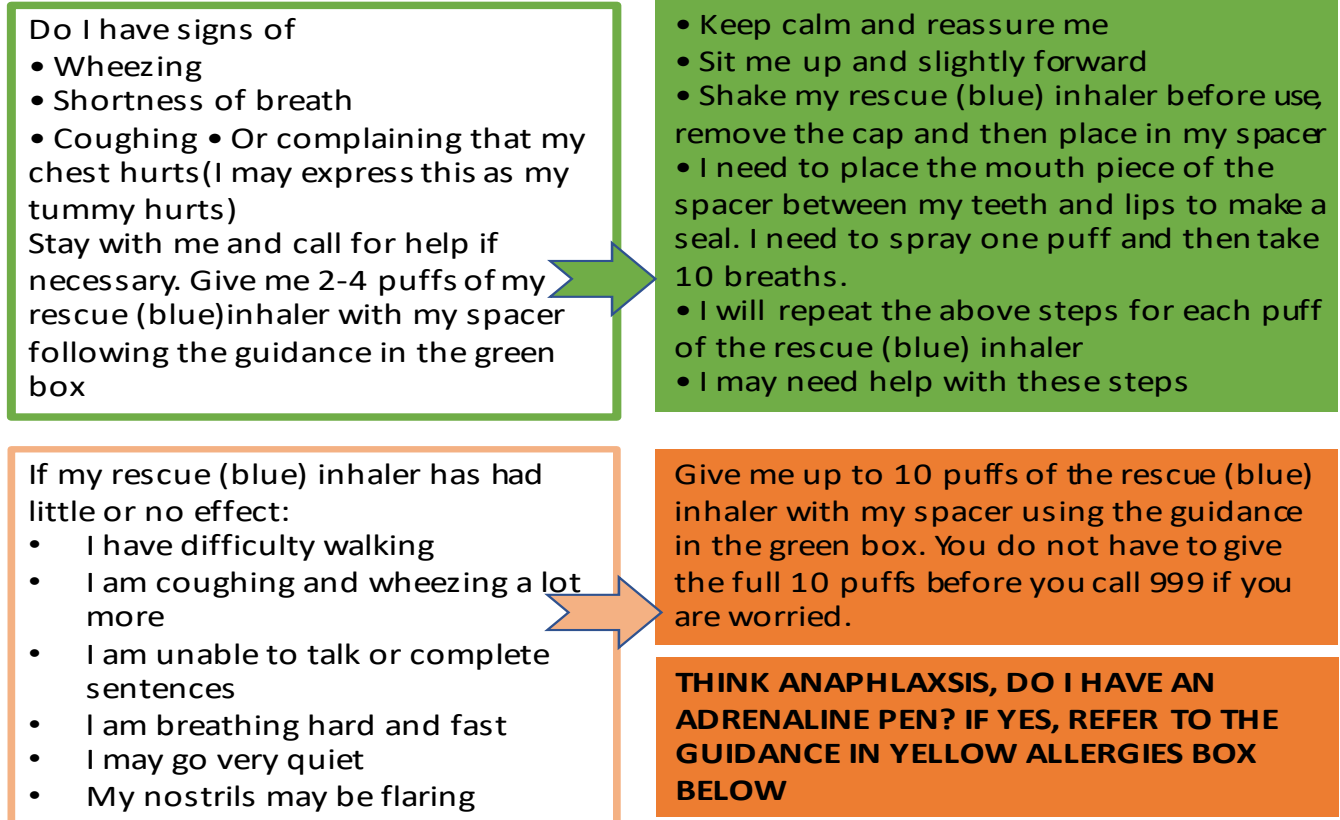 Do I have signs of
• Wheezing
• Shortness of breath
• Coughing • Or complaining that my
chest hurts(I may express this as my
tummy hurts)
Stay with me and call for help if
necessary. Give me 2-4 puffs of my
rescue (blue)inhaler with my spacer
following the guidance in the green
box
• Keep calm and reassure me
• Sit me up and slightly forward
• Shake my rescue (blue) inhaler before use,
remove the cap and then place in my spacer
• I need to place the mouth piece of the
spacer between my teeth and lips to make a
seal. I need to spray one puff and then take
10 breaths.
• I will repeat the above steps for each puff
of the rescue (blue) inhaler
• I may need help with these steps
If my rescue (blue) inhaler has had
little or no effect:
• I have difficulty walking
• I am coughing and wheezing a lot
more
• I am unable to talk or complete
sentences
• I am breathing hard and fast
• I may go very quiet
• My nostrils may be flaring
Give me up to 10 puffs of the rescue (blue)
inhaler with my spacer using the guidance
in the green box. You do not have to give
the full 10 puffs before you call 999 if you
are worried.
THINK ANAPHLAXSIS, DO I HAVE AN
ADRENALINE PEN? IF YES, REFER TO THE
GUIDANCE IN YELLOW ALLERGIES BOX
BELOW